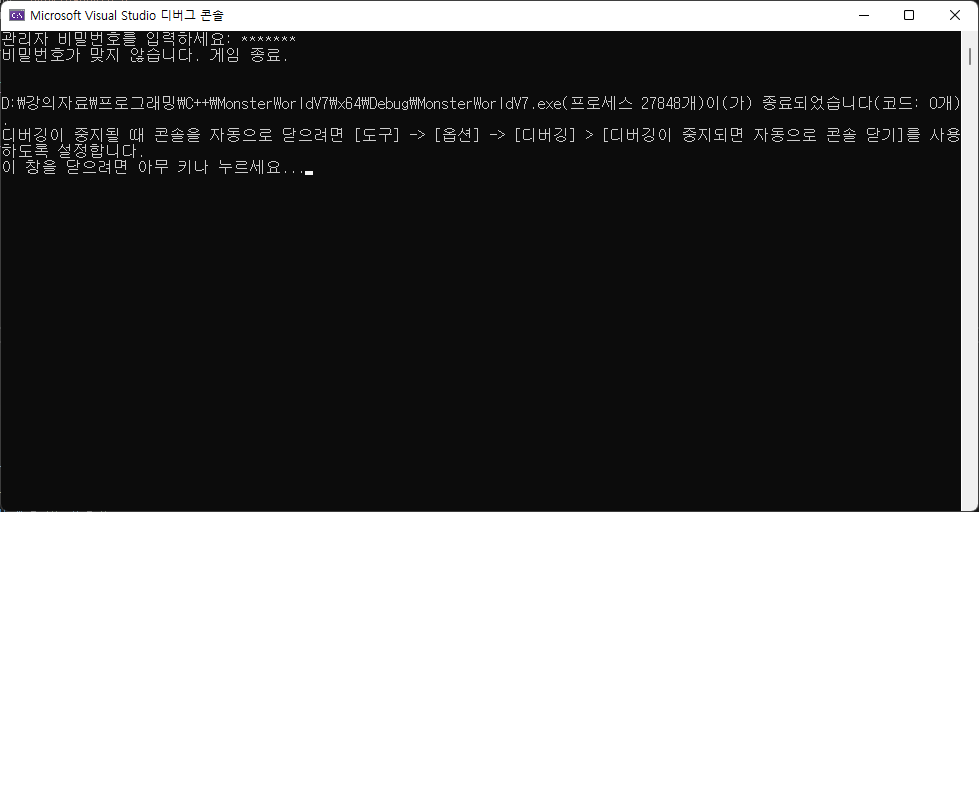 Microsoft Visual Studio 디버그 콘솔
관리자 비밀번호를 입력하세요: *******
비밀번호가 맞지 않습니다. 게임 종료.
D:₩강의자료₩프로그래밍₩C++₩MonsterWorldV7₩x64₩Debug₩MonsterWorldV7.exe(프로세스 27848개)이(가) 종료되었습니다(코드: 0개)
.
디버깅이 중지될 때 콘솔을 자동으로 닫으려면 [도구] -> [옵션] -> [디버깅] > [디버깅이 중지되면 자동으로 콘솔 닫기]를 사용
하도록 설정합니다.
이 창을 닫으려면 아무 키나 누르세요...